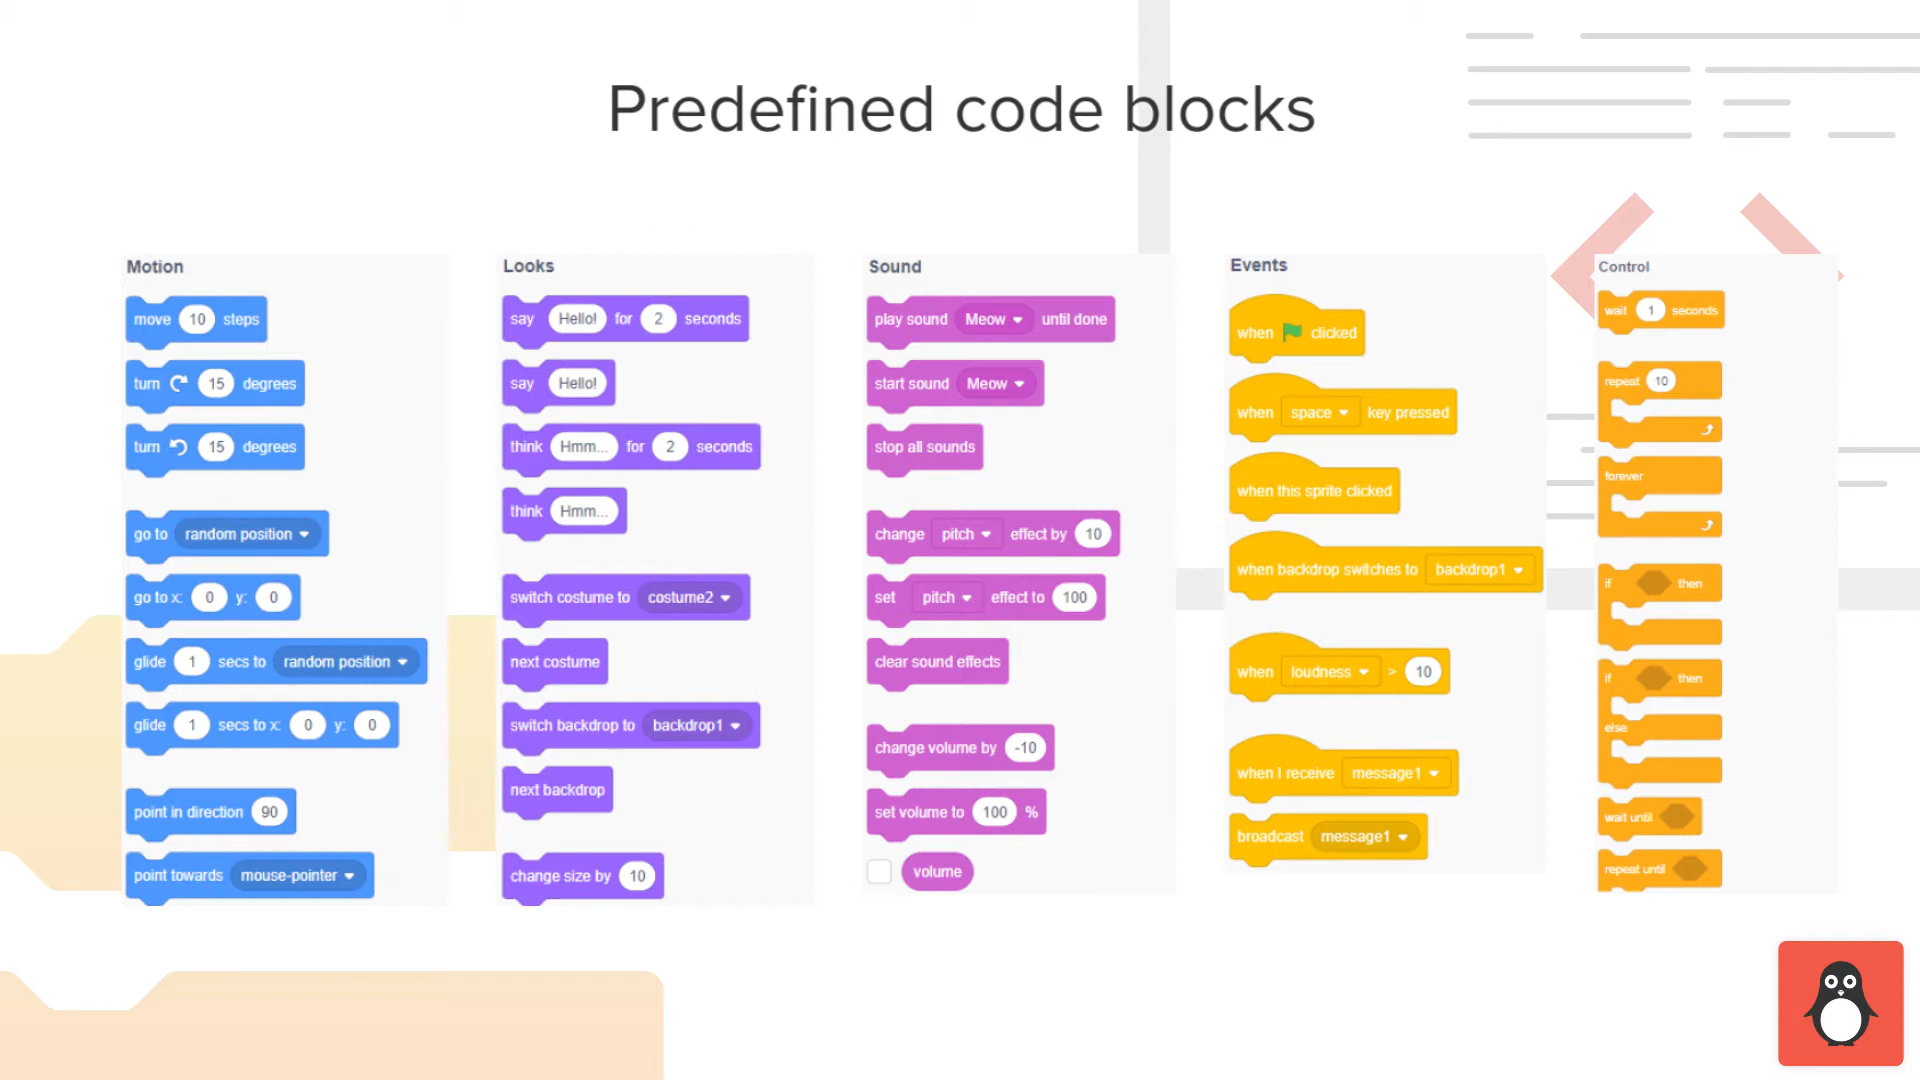 Predefined code blocks
Motion
move 10 steps
turn 15 degrees
turn 15 degrees
go to random position
go to x: 0 y: 0
glide 1 secs to random position
glide 1 secs to x: 0 y: 0
point in direction 90
point towards mouse-pointer
Looks
say Hello! for 2 seconds
say Hello!
think Hmm... for 2 seconds
think Hmm...
switch costume to costume2
next costume
switch backdrop to backdrop1
next backdrop
change size by 10
Sound
play sound Meow until done
start sound Meow
stop all sounds
change pitch effect by 10
set pitch effect to 100
clear sound effects
change volume by -10
set volume to 100 %
volume
Events
when clicked
when space key pressed
when this sprite clicked
when backdrop switches to backdrop1
when loudness > 10
when I receive message1
broadcast message1
Control
wait 1 seconds
repeat 10
forever
if then
if then
else
wait until
repeat until